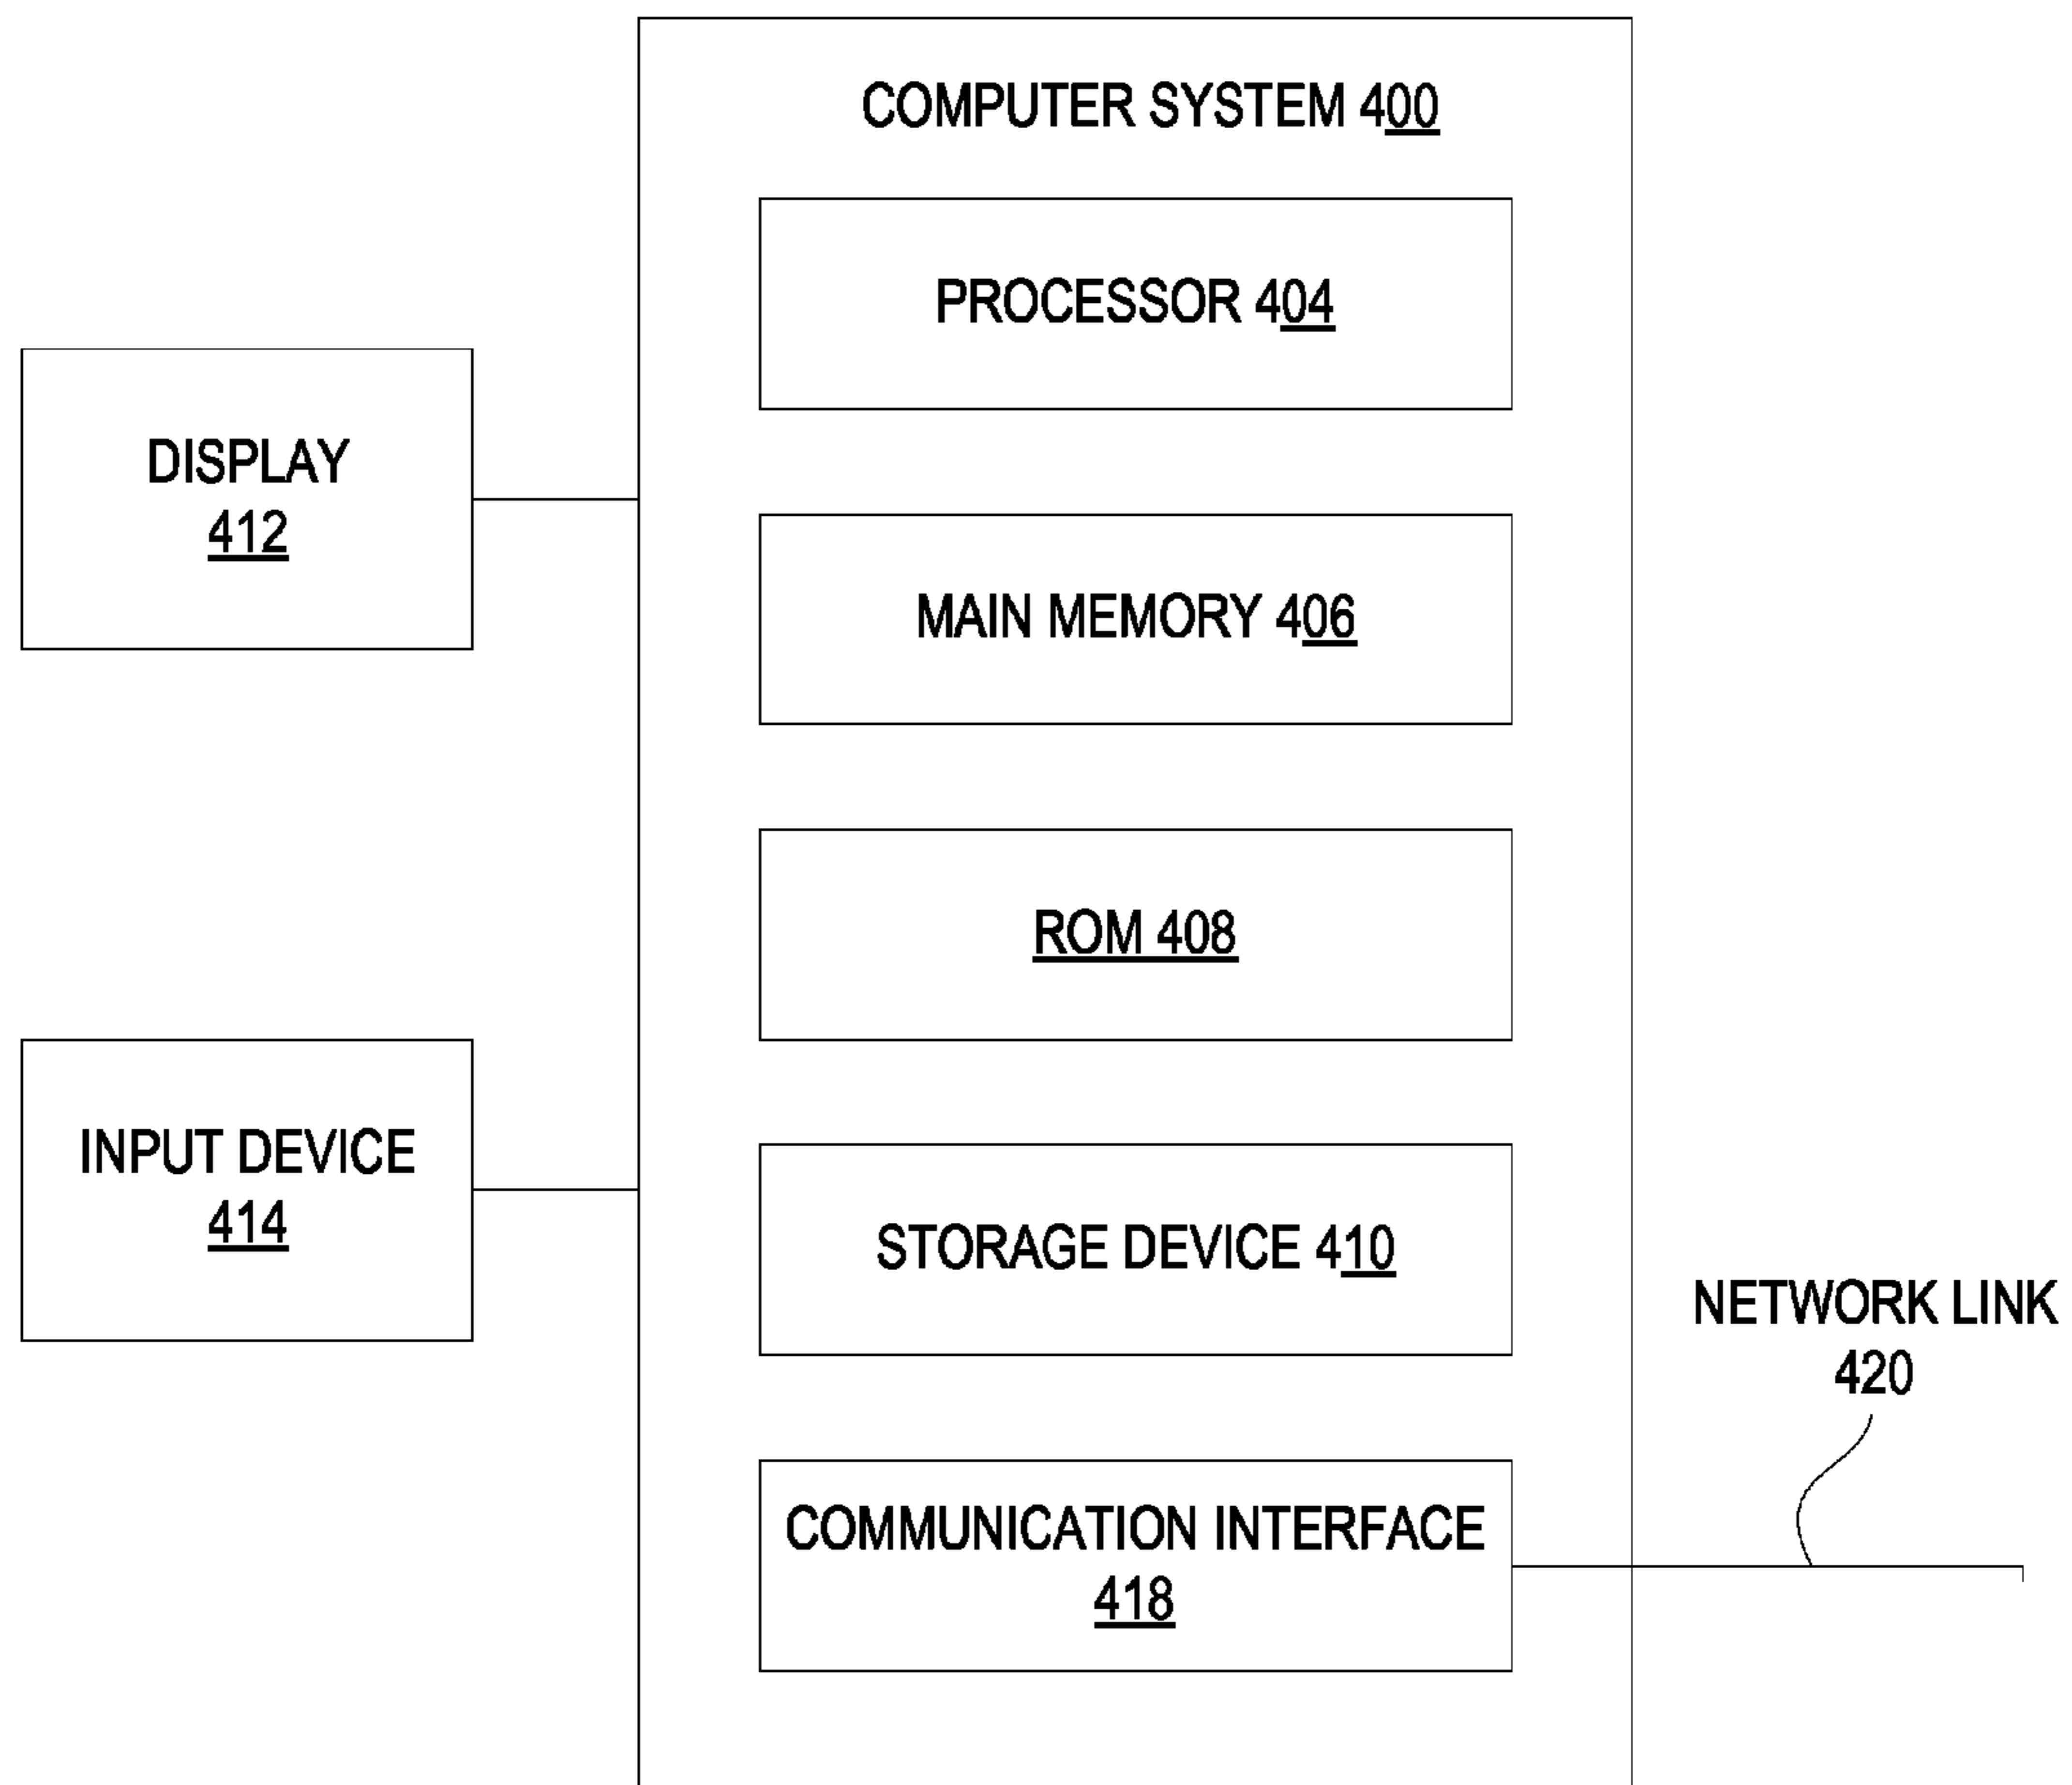 COMPUTER SYSTEM 400
PROCESSOR 404
DISPLAY
412
MAIN MEMORY 406
ROM 408
INPUT DEVICE
414
STORAGE DEVICE 410
NETWORK LINK
420
COMMUNICATION INTERFACE
418